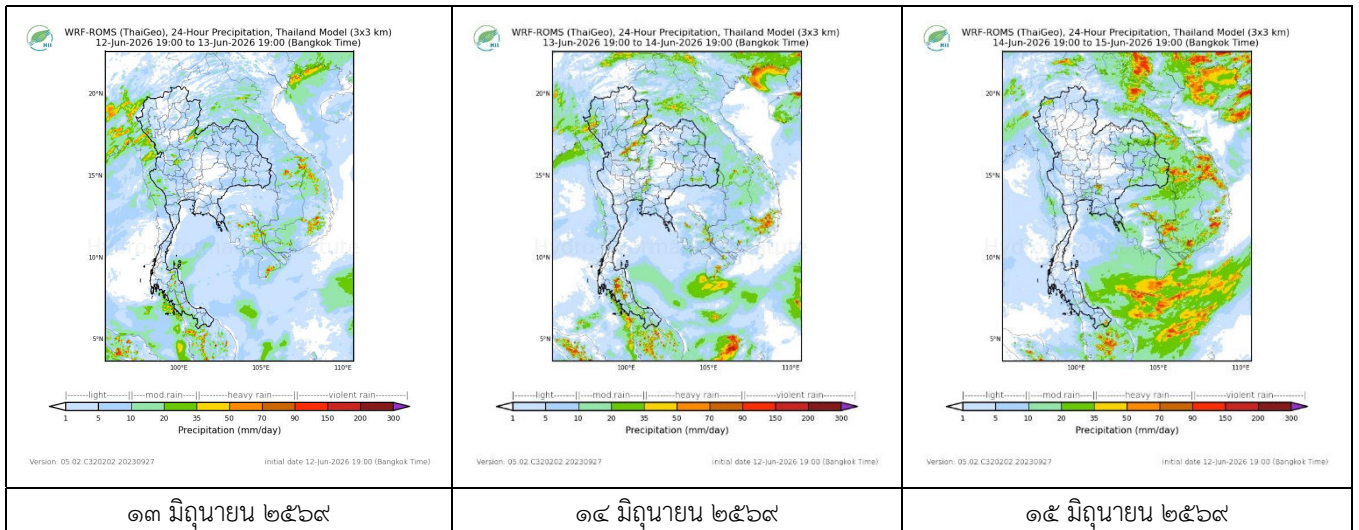 WRF-ROMS (ThaiGeo), 24-Hour Precipitation, Thailand Model (3x3 km)
12-Jun-2026 19:00 to 13-Jun-2026 19:00 (Bangkok Time)
20°N
15°N
10°N
5°N
100°E 105°E 110°E
|-------light------||---mod.rain----||------heavy rain------||------violent rain------|
1 5 10 20 35 50 70 90 150 200 300
Precipitation (mm/day)
Version: 05.02.C320202.20230927 initial date 12-Jun-2026 19:00 (Bangkok Time)
๑๓ มิถุนายน ๒๕๖๙
WRF-ROMS (ThaiGeo), 24-Hour Precipitation, Thailand Model (3x3 km)
13-Jun-2026 19:00 to 14-Jun-2026 19:00 (Bangkok Time)
20°N
15°N
10°N
5°N
100°E 105°E 110°E
|-------light------||---mod.rain----||------heavy rain------||------violent rain------|
1 5 10 20 35 50 70 90 150 200 300
Precipitation (mm/day)
Version: 05.02.C320202.20230927 initial date 12-Jun-2026 19:00 (Bangkok Time)
๑๔ มิถุนายน ๒๕๖๙
WRF-ROMS (ThaiGeo), 24-Hour Precipitation, Thailand Model (3x3 km)
14-Jun-2026 19:00 to 15-Jun-2026 19:00 (Bangkok Time)
20°N
15°N
10°N
5°N
100°E 105°E 110°E
|-------light------||---mod.rain----||------heavy rain------||------violent rain------|
1 5 10 20 35 50 70 90 150 200 300
Precipitation (mm/day)
Version: 05.02.C320202.20230927 initial date 12-Jun-2026 19:00 (Bangkok Time)
๑๕ มิถุนายน ๒๕๖๙